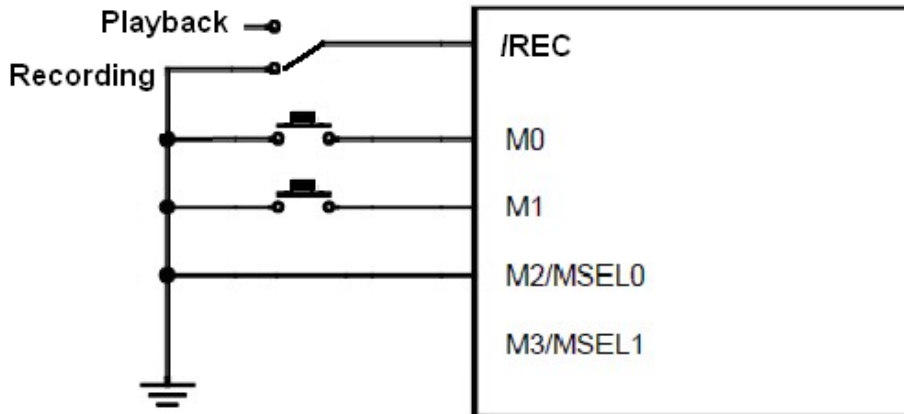 Playback
Recording
/REC
M0
M1
M2/MSEL0
M3/MSEL1